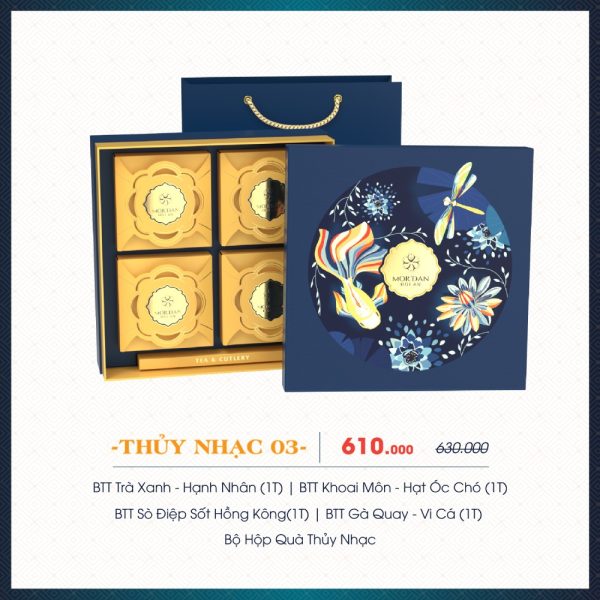 MORTDAN
HỘI AN
MORTDAN
MORTDAN
MORTDAN
TEA & CUTLERY
MORTDAN
HỘI AN
-THỦY NHẠC 03- | 610.000 630.000
BTT Trà Xanh - Hạnh Nhân (1T) | BTT Khoai Môn - Hạt Óc Chó (1T)
BTT Sò Điệp Sốt Hồng Kông(1T) | BTT Gà Quay - Vi Cá (1T)
Bộ Hộp Quà Thủy Nhạc